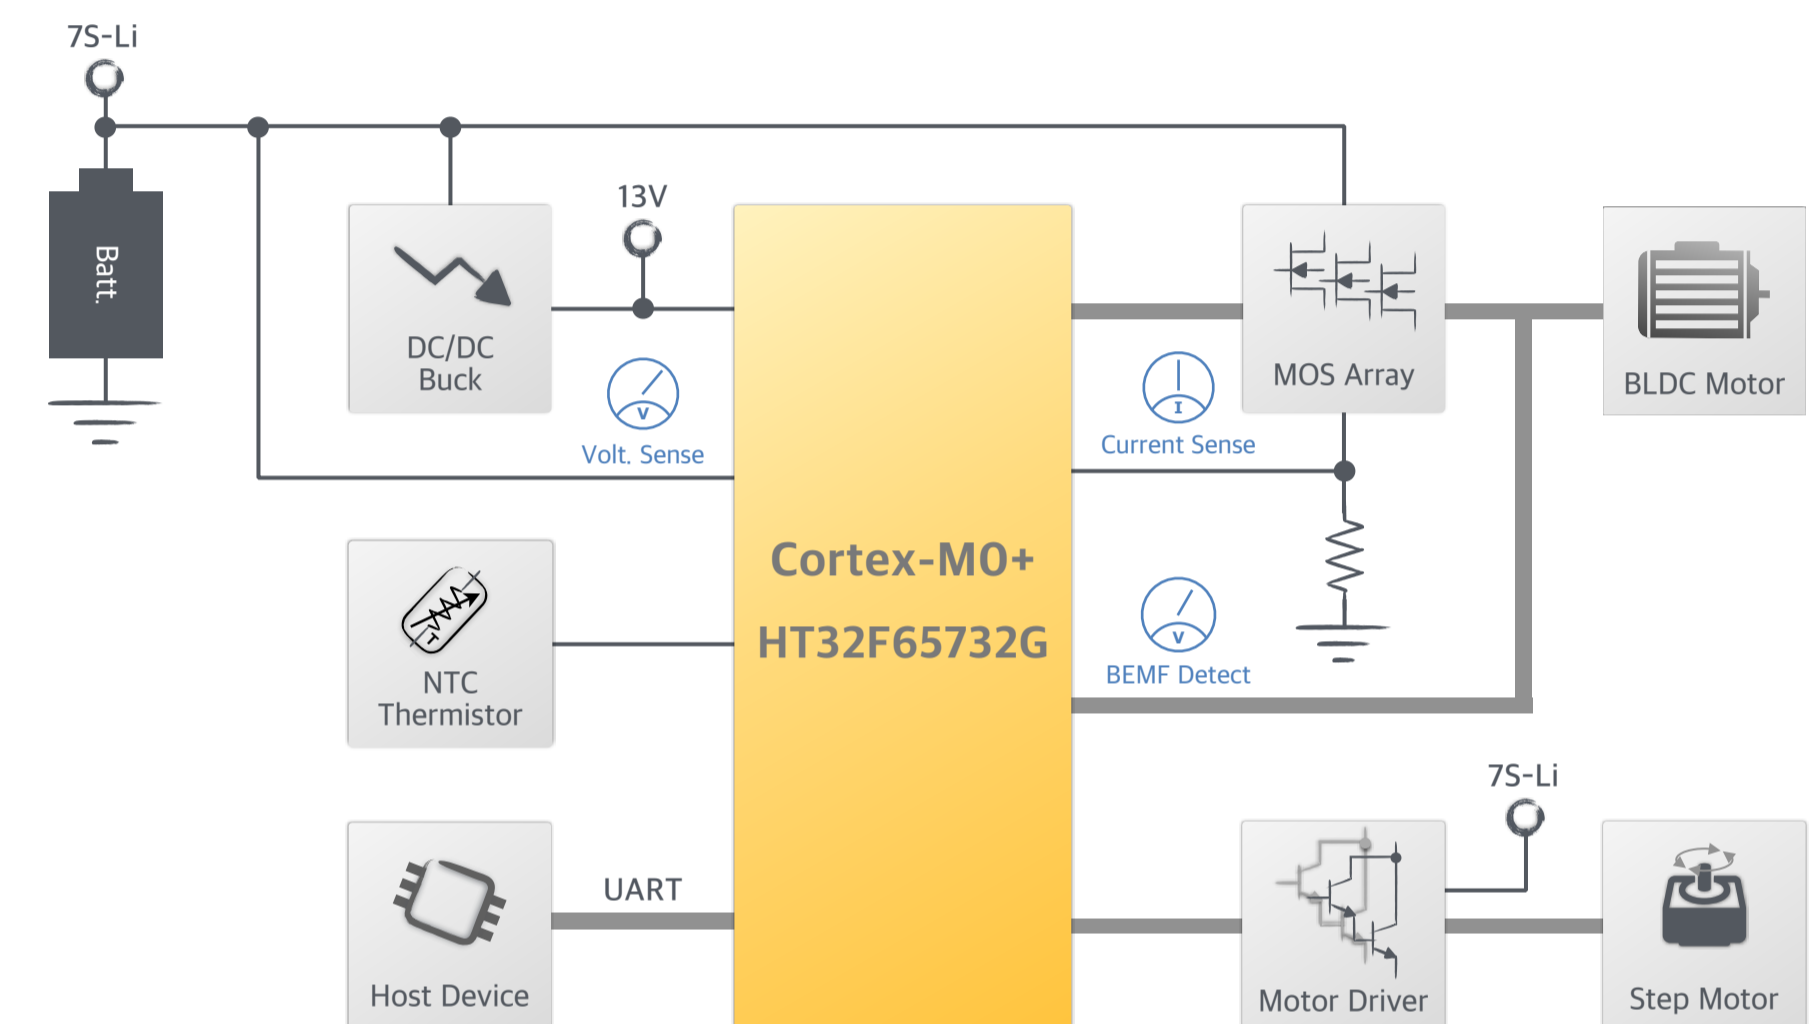 7S-Li
Batt.
13V
DC/DC
Buck
V
Volt. Sense
Cortex-M0+
HT32F65732G
I
Current Sense
MOS Array
BLDC Motor
V
BEMF Detect
T
NTC
Thermistor
7S-Li
UART
Host Device
Motor Driver
Step Motor